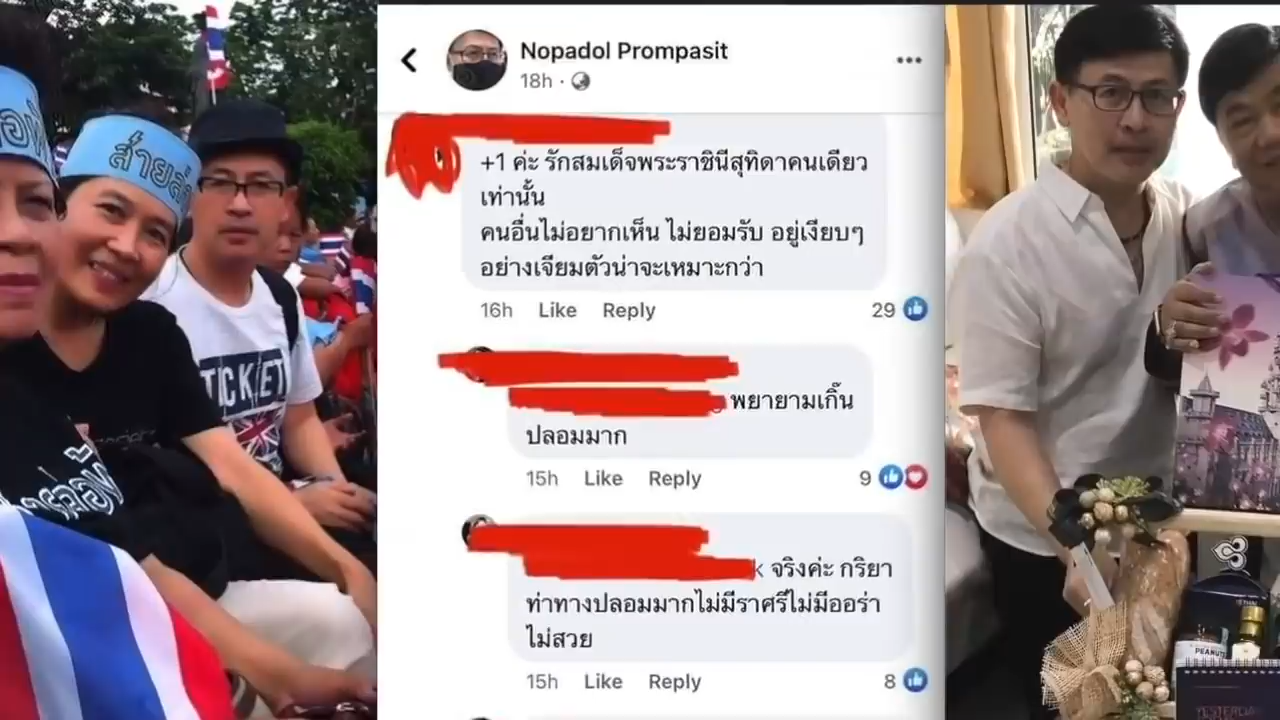 ส่ายส
TICKET
Nopadol Prompasit
18h
+1 ค่ะ รักสมเด็จพระราชินีสุทิดาคนเดียว
เท่านั้น
คนอื่นไม่อยากเห็น ไม่ยอมรับ อยู่เงียบๆ
อย่างเจียมตัวน่าจะเหมาะกว่า
16h Like Reply 29
พยายามเกิ๊น
ปลอมมาก
15h Like Reply 9
k จริงค่ะ กริยา
ท่าทางปลอมมากไม่มีราศรีไม่มีออร่า
ไม่สวย
15h Like Reply 8
PEANUTS
YESTERDAY